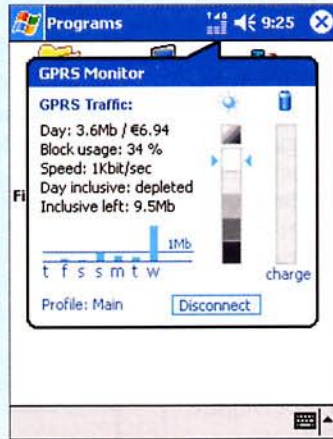 Programs 9:25
GPRS Monitor
GPRS Traffic:
Day: 3.6Mb / €6.94
Block usage: 34 %
Speed: 1Kbit/sec
Day inclusive: depleted
Fi
Inclusive left: 9.5Mb
1Mb
t f s s m t w
charge
Profile: Main Disconnect